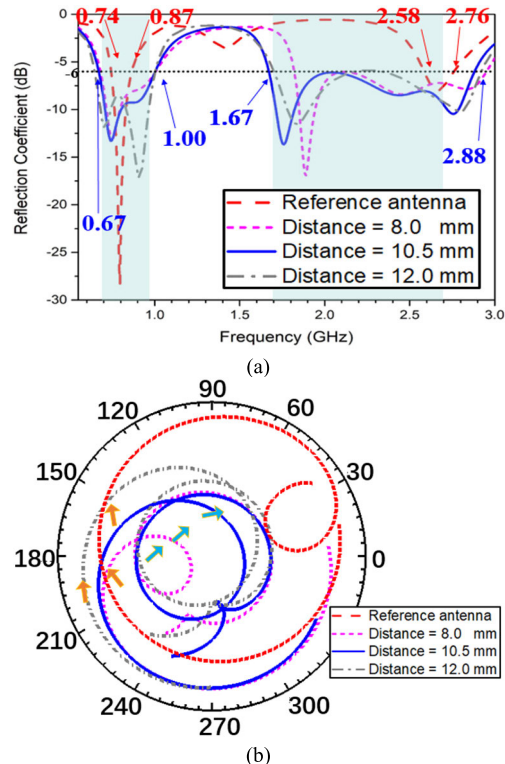 (a)
0.74 0.87 2.58 2.76
0
-5
-6
-10
-15
-20
-25
-30
Reflection Coefficient (dB)
0.67
1.00
1.67
2.88
Reference antenna
Distance = 8.0 mm
Distance = 10.5 mm
Distance = 12.0 mm
1.0 1.5 2.0 2.5 3.0
Frequency (GHz)
(a)
90
120 60
150 30
180 0
210
240 300
270
Reference antenna
Distance = 8.0 mm
Distance = 10.5 mm
Distance = 12.0 mm
(b)